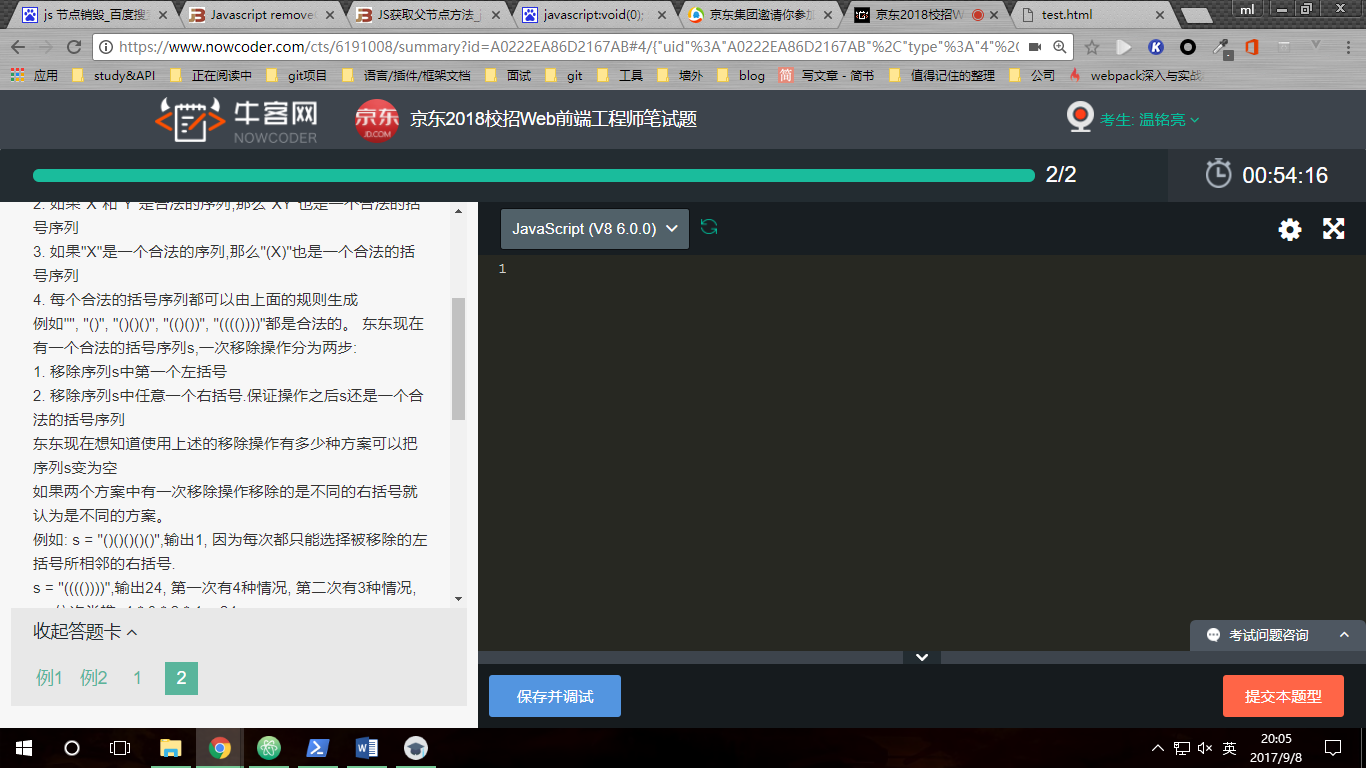 js 节点销毁_百度搜
Javascript remove
JS获取父节点方法_j
javascript:void(0);
京东集团邀请你参加
京东2018校招W
test.html
ml
https://www.nowcoder.com/cts/6191008/summary?id=A0222EA86D2167AB#4/{"uid"%3A"A0222EA86D2167AB"%2C"type"%3A"4"%2C
应用
study&API
正在阅读中
git项目
语言/插件/框架文档
面试
git
工具
墙外
blog
简 写文章 - 简书
值得记住的整理
公司
webpack深入与实战
牛客网
NOWCODER
京东
JD.COM
京东2018校招Web前端工程师笔试题
考生: 温铭亮
2/2
00:54:16
2. 如果"X"和"Y"是合法的序列,那么"XY"也是一个合法的括
号序列
3. 如果"X"是一个合法的序列,那么"(X)"也是一个合法的括
号序列
4. 每个合法的括号序列都可以由上面的规则生成
例如"", "()", "()()()", "(()())", "(((())))"都是合法的。 东东现在
有一个合法的括号序列s,一次移除操作分为两步:
1. 移除序列s中第一个左括号
2. 移除序列s中任意一个右括号.保证操作之后s还是一个合
法的括号序列
东东现在想知道使用上述的移除操作有多少种方案可以把
序列s变为空
如果两个方案中有一次移除操作移除的是不同的右括号就
认为是不同的方案。
例如: s = "()()()()()",输出1, 因为每次都只能选择被移除的左
括号所相邻的右括号.
s = "(((())))",输出24, 第一次有4种情况, 第二次有3种情况,
收起答题卡
例1
例2
1
2
JavaScript (V8 6.0.0)
1
考试问题咨询
保存并调试
提交本题型
英
20:05
2017/9/8